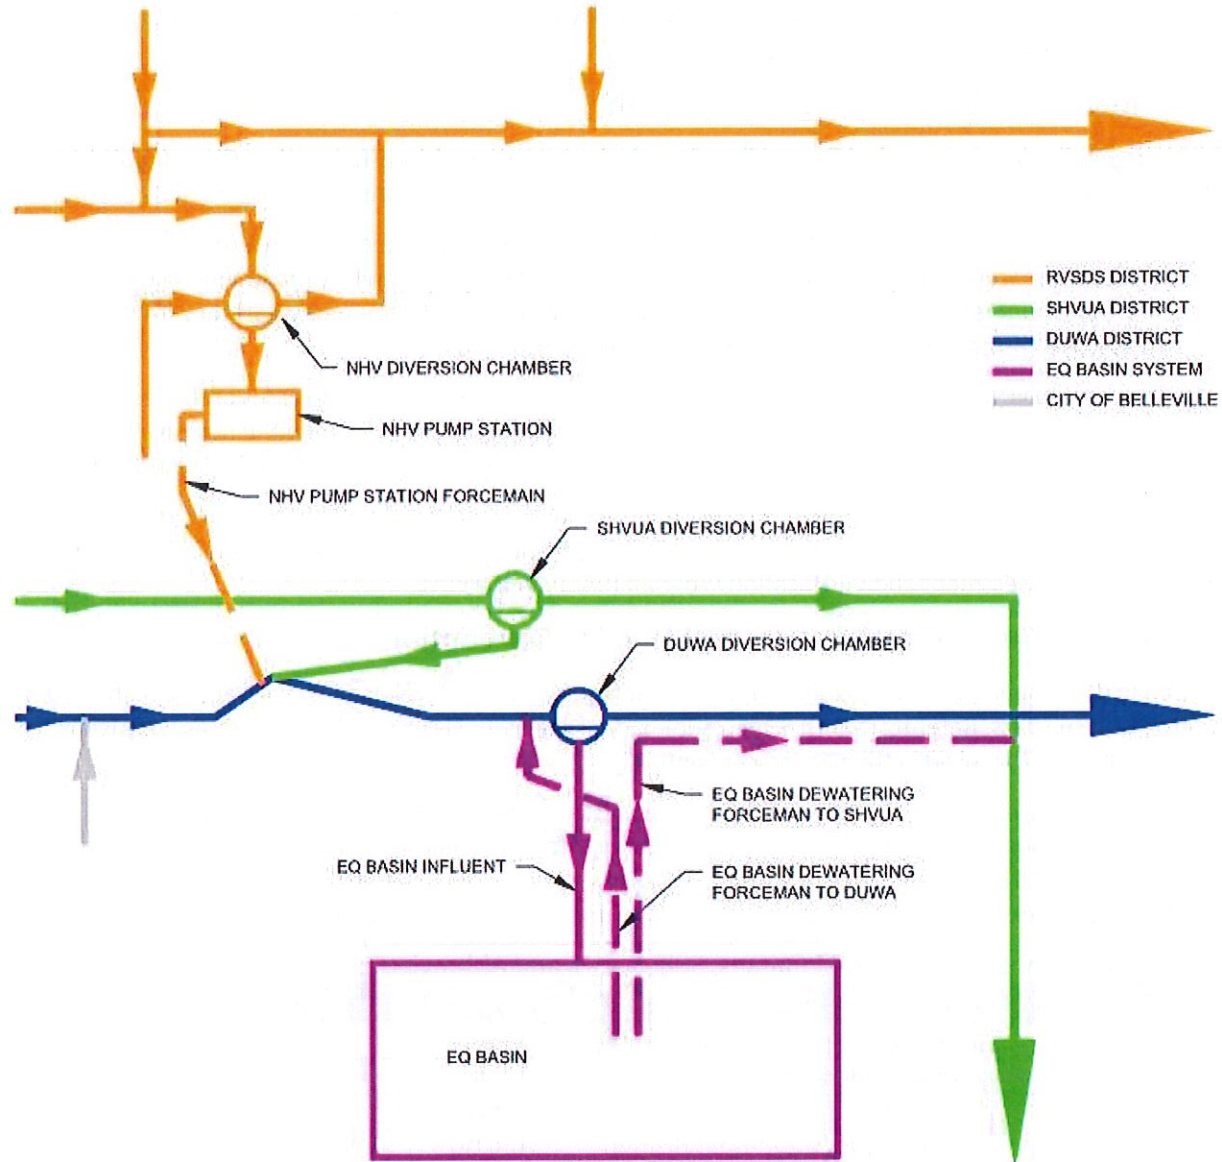 RVSDS DISTRICT
SHVUA DISTRICT
DUWA DISTRICT
EQ BASIN SYSTEM
CITY OF BELLEVILLE
NHV DIVERSION CHAMBER
NHV PUMP STATION
NHV PUMP STATION FORCEMAIN
SHVUA DIVERSION CHAMBER
DUWA DIVERSION CHAMBER
EQ BASIN DEWATERING
FORCEMAN TO SHVUA
EQ BASIN INFLUENT
EQ BASIN DEWATERING
FORCEMAN TO DUWA
EQ BASIN